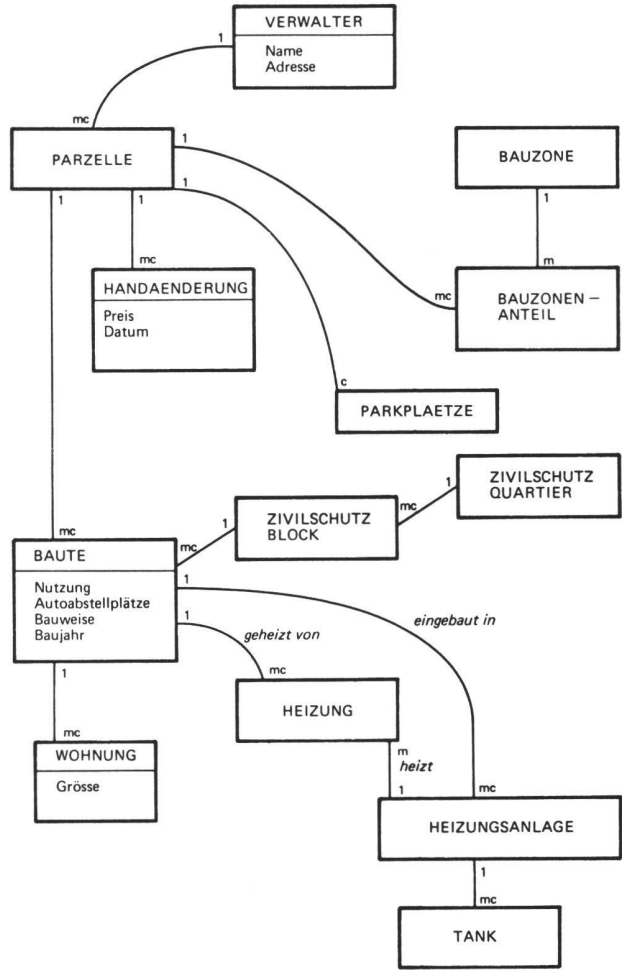 VERWALTER
1
Name
Adresse
mc
PARZELLE
1
BAUZONE
1
1
1
1
mc
m
HANDAENDERUNG
mc
BAUZONEN –
ANTEIL
Preis
Datum
c
PARKPLAETZE
ZIVILSCHUTZ
QUARTIER
1
mc
ZIVILSCHUTZ
BLOCK
1
mc
mc
BAUTE
Nutzung
Autoabstellplätze
Bauweise
Baujahr
1
eingebaut in
1
geheizt von
1
mc
HEIZUNG
mc
WOHNUNG
m
heizt
Grösse
1
mc
HEIZUNGSANLAGE
1
mc
TANK